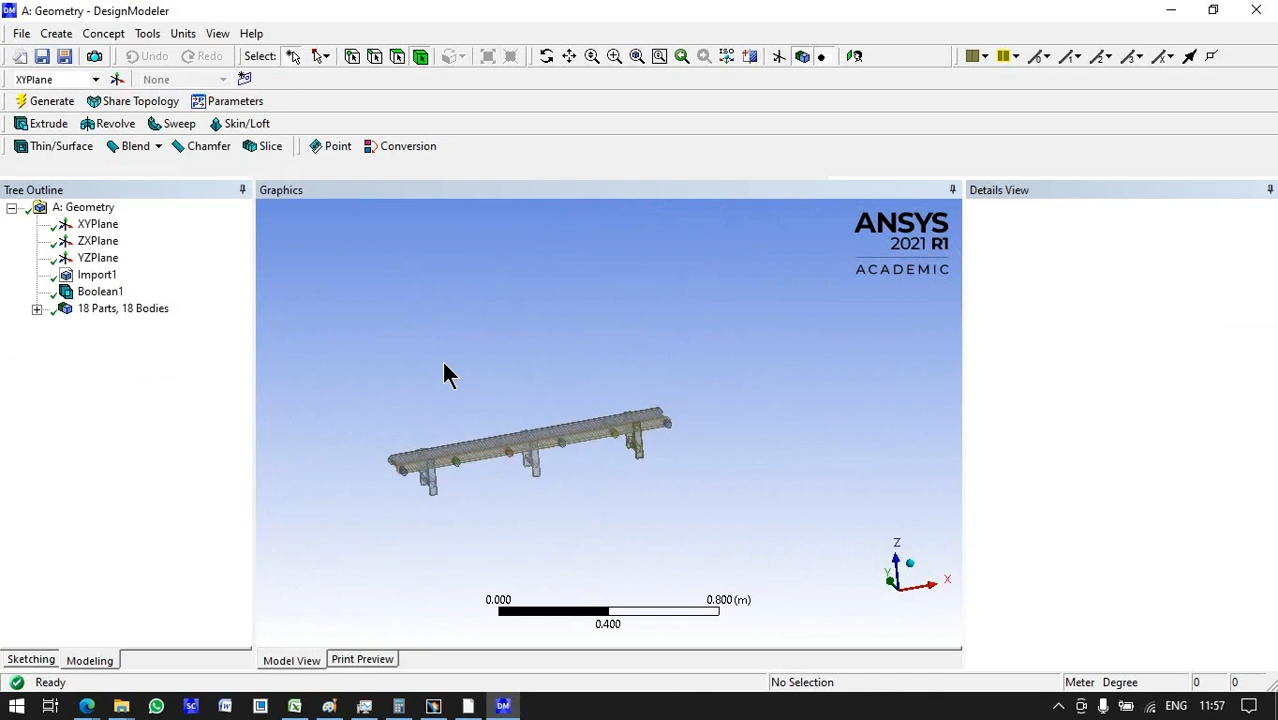 A: Geometry - DesignModeler
File Create Concept Tools Units View Help
Undo Redo Select:
XYPlane None
Generate Share Topology Parameters
Extrude Revolve Sweep Skin/Loft
Thin/Surface Blend Chamfer Slice Point Conversion
Tree Outline
Graphics
Details View
A: Geometry
XYPlane
ZXPlane
YZPlane
Import1
Boolean1
18 Parts, 18 Bodies
ANSYS
2021 R1
ACADEMIC
Z
Y
X
0.000 0.800 (m)
0.400
Sketching Modeling
Model View Print Preview
Ready
No Selection
Meter Degree 0 0
ENG 11:57